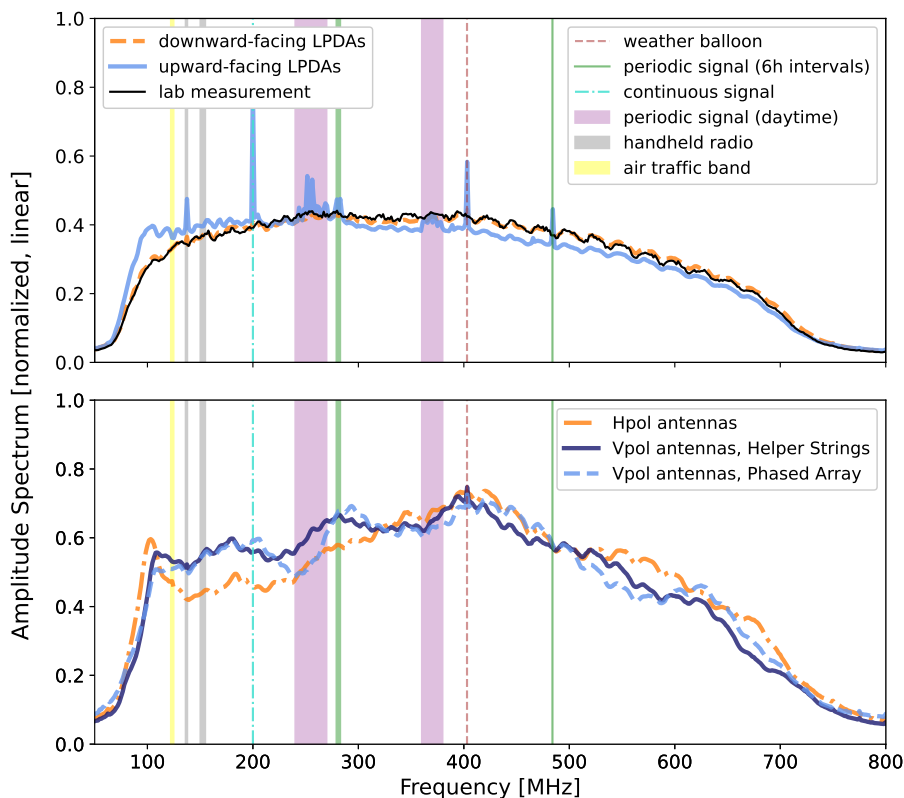 Amplitude Spectrum [normalized, linear]
1.0
0.8
0.6
0.4
0.2
0.0
downward-facing LPDAs
upward-facing LPDAs
lab measurement
weather balloon
periodic signal (6h intervals)
continuous signal
periodic signal (daytime)
handheld radio
air traffic band
1.0
0.8
0.6
0.4
0.2
0.0
Hpol antennas
Vpol antennas, Helper Strings
Vpol antennas, Phased Array
100 200 300 400 500 600 700 800
Frequency [MHz]